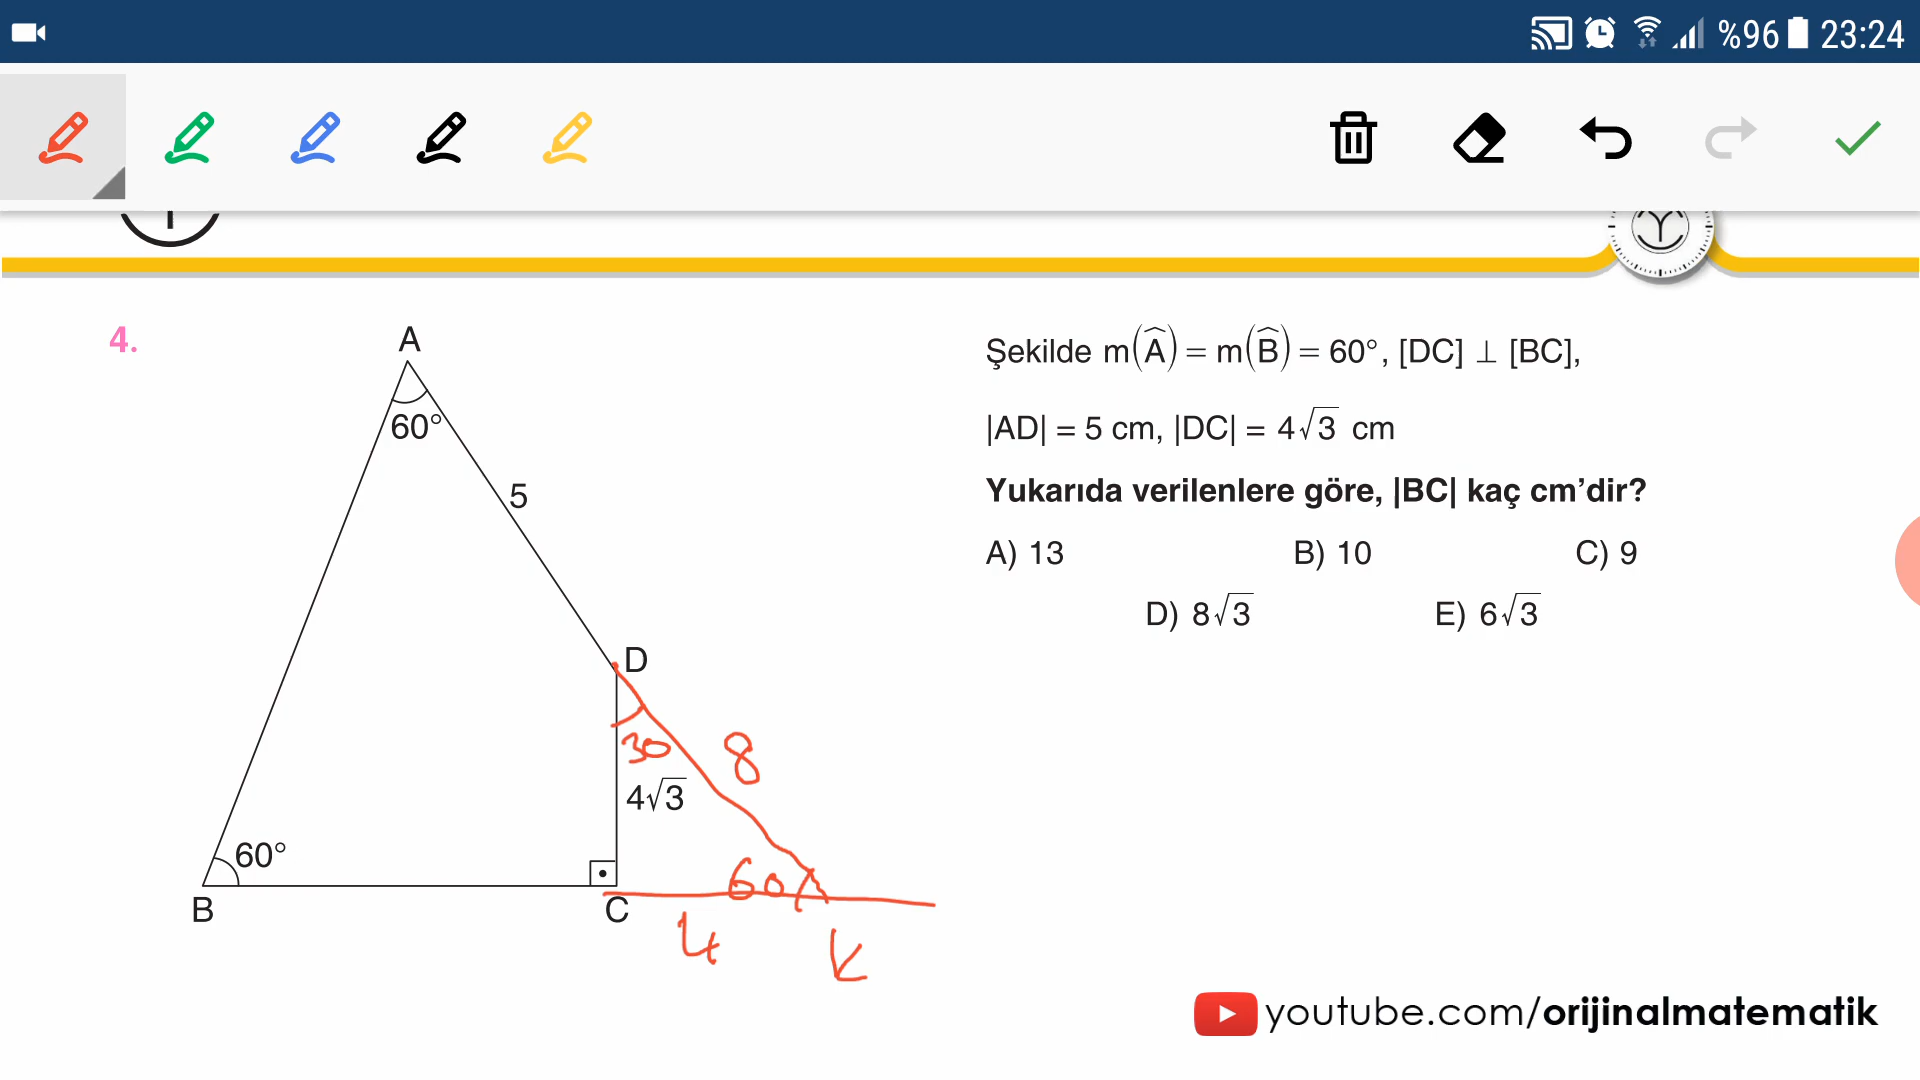 %96 23:24
4.
A
60°
5
D
30
8
4√3
60°
60
B
C
4
K
Şekilde m(Â) = m(B̂) = 60°, [DC] ⊥ [BC],
|AD| = 5 cm, |DC| = 4√3 cm
Yukarıda verilenlere göre, |BC| kaç cm’dir?
A) 13 B) 10 C) 9
D) 8√3 E) 6√3
youtube.com/orijinalmatematik